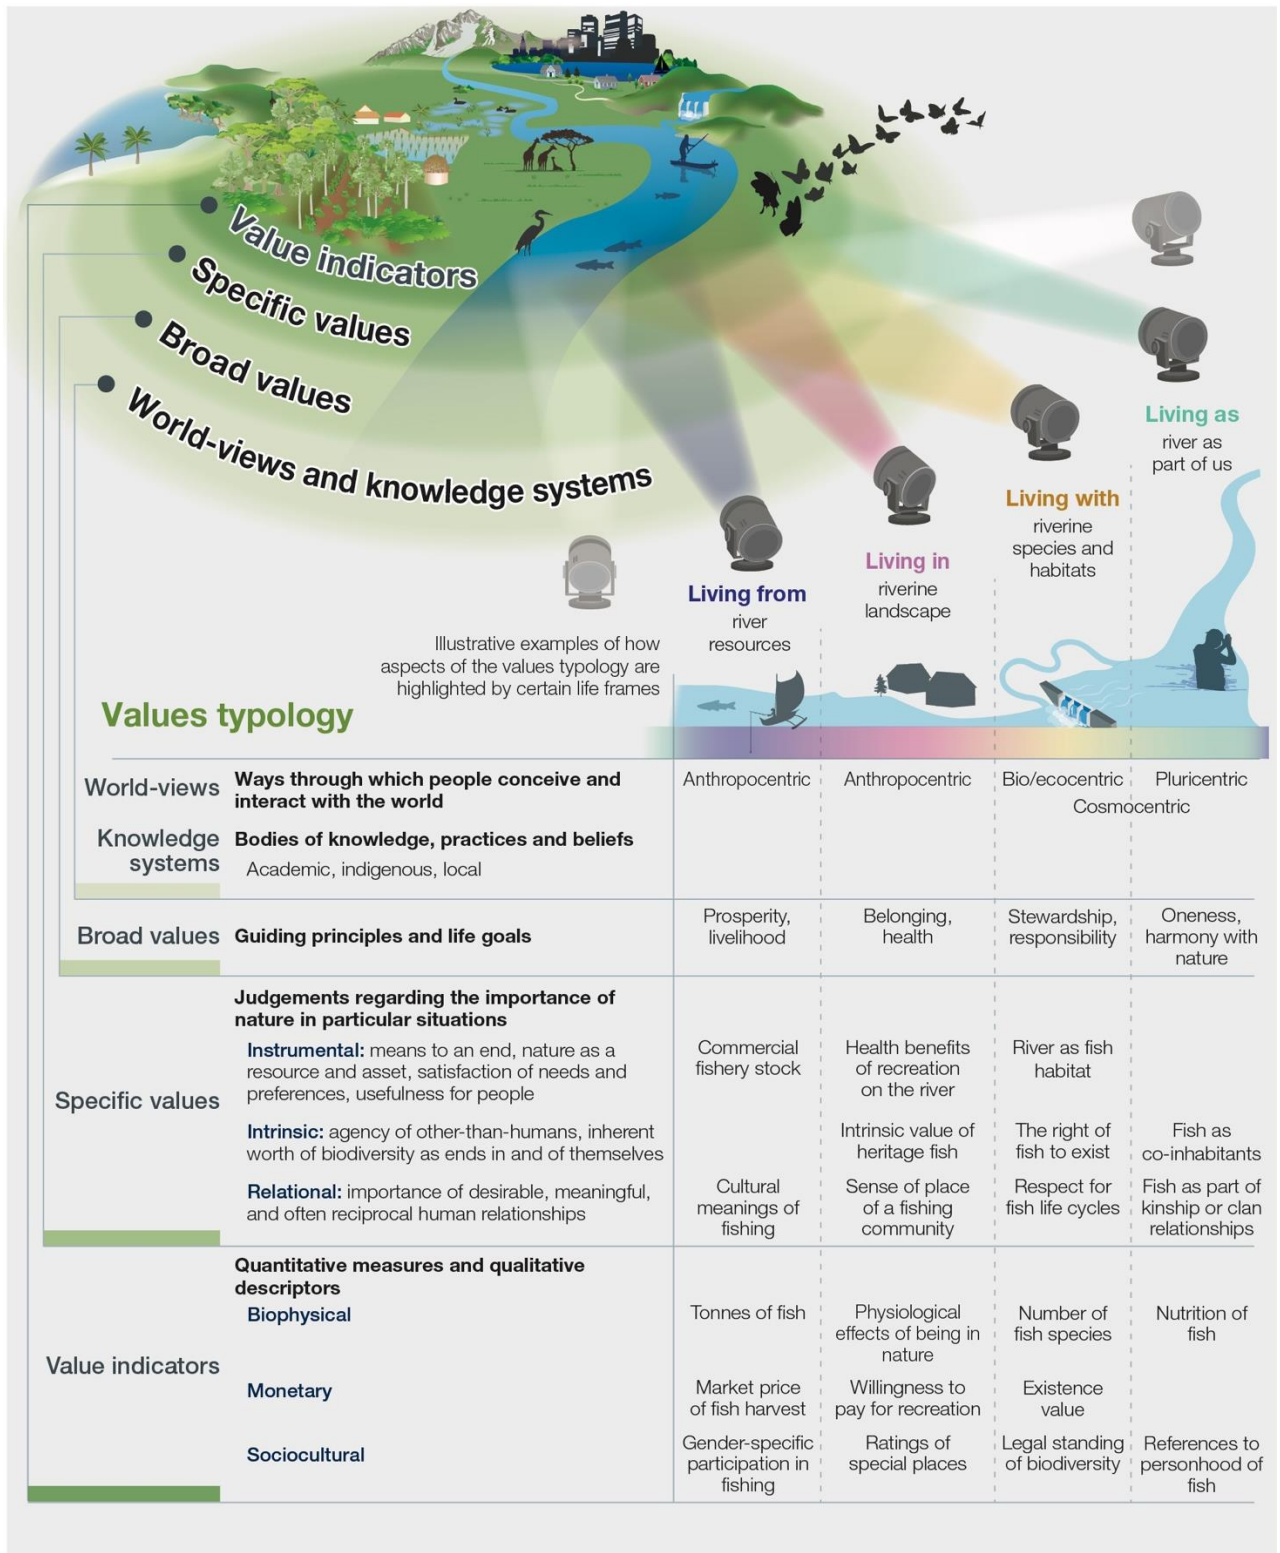 Value indicators
Specific values
Broad values
World-views and knowledge systems
Living as
river as
part of us
Living with
riverine
species and
habitats
Living in
riverine
landscape
Living from
river
resources
Illustrative examples of how
aspects of the values typology are
highlighted by certain life frames
Values typology
World-views
Ways through which people conceive and
interact with the world
Anthropocentric
Anthropocentric
Bio/ecocentric
Pluricentric
Cosmocentric
Knowledge
systems
Bodies of knowledge, practices and beliefs
Academic, indigenous, local
Broad values
Guiding principles and life goals
Prosperity,
livelihood
Belonging,
health
Stewardship,
responsibility
Oneness,
harmony with
nature
Specific values
Judgements regarding the importance of
nature in particular situations
Instrumental: means to an end, nature as a
resource and asset, satisfaction of needs and
preferences, usefulness for people
Commercial
fishery stock
Health benefits
of recreation
on the river
River as fish
habitat
Intrinsic: agency of other-than-humans, inherent
worth of biodiversity as ends in and of themselves
Intrinsic value of
heritage fish
The right of
fish to exist
Fish as
co-inhabitants
Relational: importance of desirable, meaningful,
and often reciprocal human relationships
Cultural
meanings of
fishing
Sense of place
of a fishing
community
Respect for
fish life cycles
Fish as part of
kinship or clan
relationships
Value indicators
Quantitative measures and qualitative
descriptors
Biophysical
Tonnes of fish
Physiological
effects of being in
nature
Number of
fish species
Nutrition of
fish
Monetary
Market price
of fish harvest
Willingness to
pay for recreation
Existence
value
Sociocultural
Gender-specific
participation in
fishing
Ratings of
special places
Legal standing
of biodiversity
References to
personhood of
fish